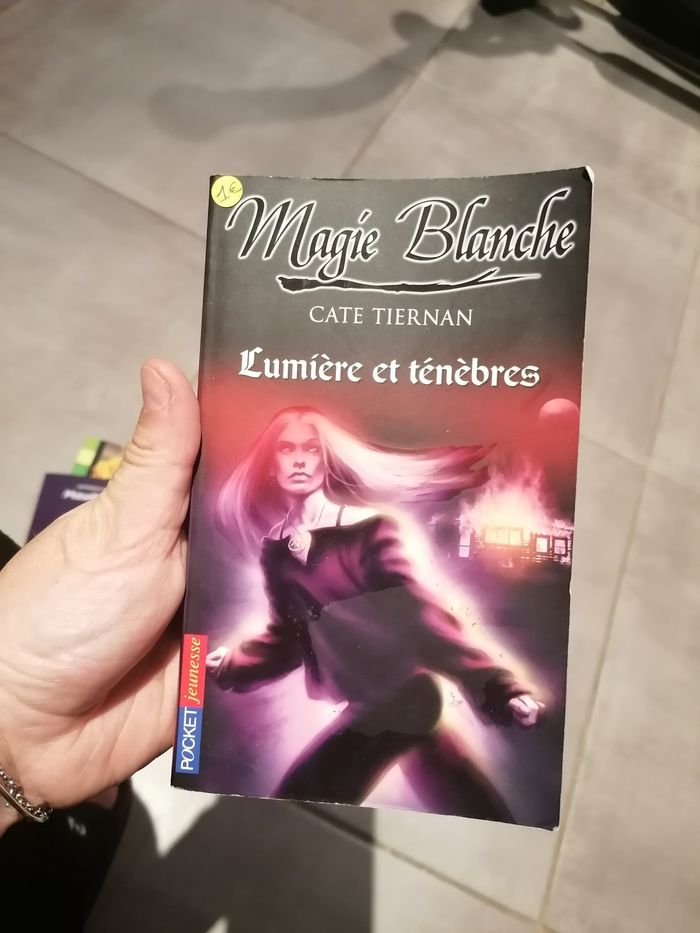 1€
Magie Blanche
CATE TIERNAN
Lumière et ténèbres
POCKET jeunesse